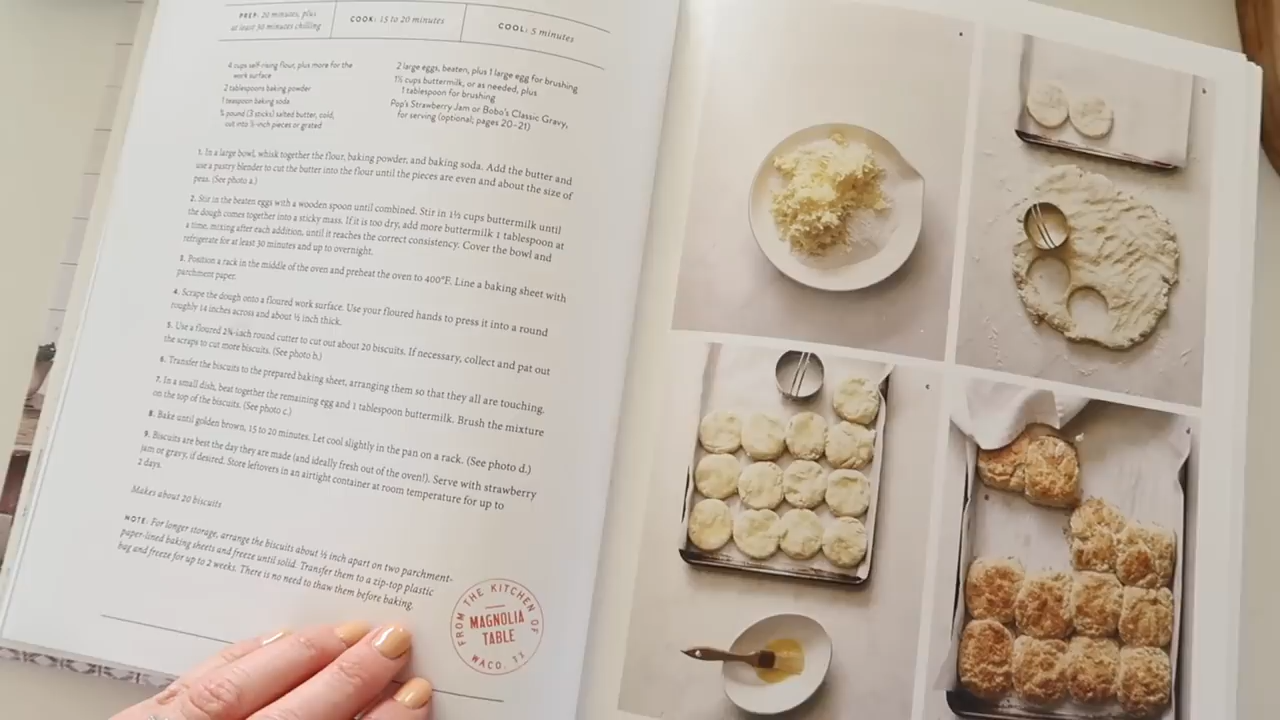 PREP: 20 minutes, plus
at least 30 minutes chilling
COOK: 15 to 20 minutes
COOL: 5 minutes
4 cups self-rising flour, plus more for the
work surface
2 tablespoons baking powder
1 teaspoon baking soda
¾ pound (3 sticks) salted butter, cold,
cut into ½-inch pieces or grated
2 large eggs, beaten, plus 1 large egg for brushing
1½ cups buttermilk, or as needed, plus
1 tablespoon for brushing
Pop's Strawberry Jam or Bobo's Classic Gravy,
for serving (optional; pages 20–21)
1. In a large bowl, whisk together the flour, baking powder, and baking soda. Add the butter and
use a pastry blender to cut the butter into the flour until the pieces are even and about the size of
peas. (See photo a.)
2. Stir in the beaten eggs with a wooden spoon until combined. Stir in 1½ cups buttermilk until
the dough comes together into a sticky mass. If it is too dry, add more buttermilk 1 tablespoon at
a time, mixing after each addition, until it reaches the correct consistency. Cover the bowl and
refrigerate for at least 30 minutes and up to overnight.
3. Position a rack in the middle of the oven and preheat the oven to 400°F. Line a baking sheet with
parchment paper.
4. Scrape the dough onto a floured work surface. Use your floured hands to press it into a round
roughly 14 inches across and about ½ inch thick.
5. Use a floured 2¾-inch round cutter to cut out about 20 biscuits. If necessary, collect and pat out
the scraps to cut more biscuits. (See photo b.)
6. Transfer the biscuits to the prepared baking sheet, arranging them so that they all are touching.
7. In a small dish, beat together the remaining egg and 1 tablespoon buttermilk. Brush the mixture
on the top of the biscuits. (See photo c.)
8. Bake until golden brown, 15 to 20 minutes. Let cool slightly in the pan on a rack. (See photo d.)
9. Biscuits are best the day they are made (and ideally fresh out of the oven!). Serve with strawberry
jam or gravy, if desired. Store leftovers in an airtight container at room temperature for up to
2 days.
Makes about 20 biscuits
NOTE: For longer storage, arrange the biscuits about ½ inch apart on two parchment-
paper-lined baking sheets and freeze until solid. Transfer them to a zip-top plastic
bag and freeze for up to 2 weeks. There is no need to thaw them before baking.
FROM THE KITCHEN OF
MAGNOLIA
TABLE
WACO, TX